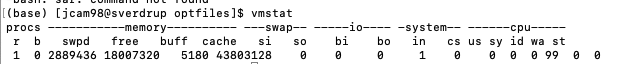 bash: sar: command not found
[(base) [jcam98@sverdrup optfiles]$ vmstat
procs -----------memory---------- ---swap-- -----io---- -system-- ------cpu-----
r b swpd free buff cache si so bi bo in cs us sy id wa st
1 0 2889436 18007320 5180 43803128 0 0 0 0 1 0 0 0 99 0 0